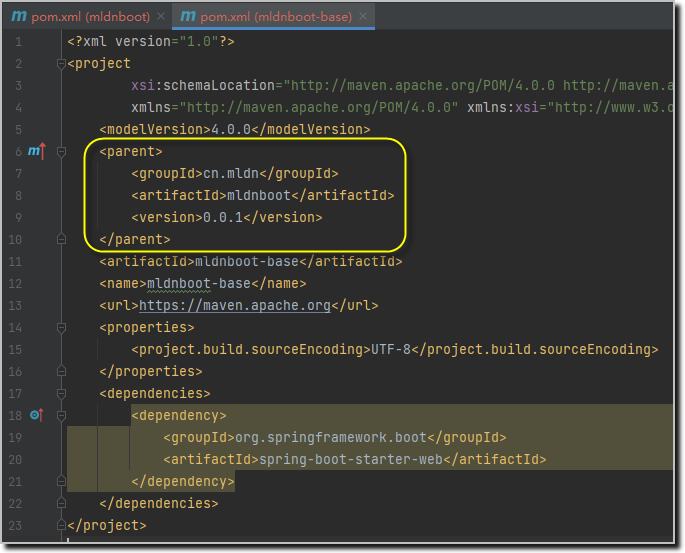 pom.xml (mldnboot) × pom.xml (mldnboot-base) ×
1 <?xml version="1.0"?>
2 <project
3 xsi:schemaLocation="http://maven.apache.org/POM/4.0.0 http://maven.a
4 xmlns="http://maven.apache.org/POM/4.0.0" xmlns:xsi="http://www.w3.o
5 <modelVersion>4.0.0</modelVersion>
6 <parent>
7 <groupId>cn.mldn</groupId>
8 <artifactId>mldnboot</artifactId>
9 <version>0.0.1</version>
10 </parent>
11 <artifactId>mldnboot-base</artifactId>
12 <name>mldnboot-base</name>
13 <url>https://maven.apache.org</url>
14 <properties>
15 <project.build.sourceEncoding>UTF-8</project.build.sourceEncoding>
16 </properties>
17 <dependencies>
18 <dependency>
19 <groupId>org.springframework.boot</groupId>
20 <artifactId>spring-boot-starter-web</artifactId>
21 </dependency>
22 </dependencies>
23 </project>